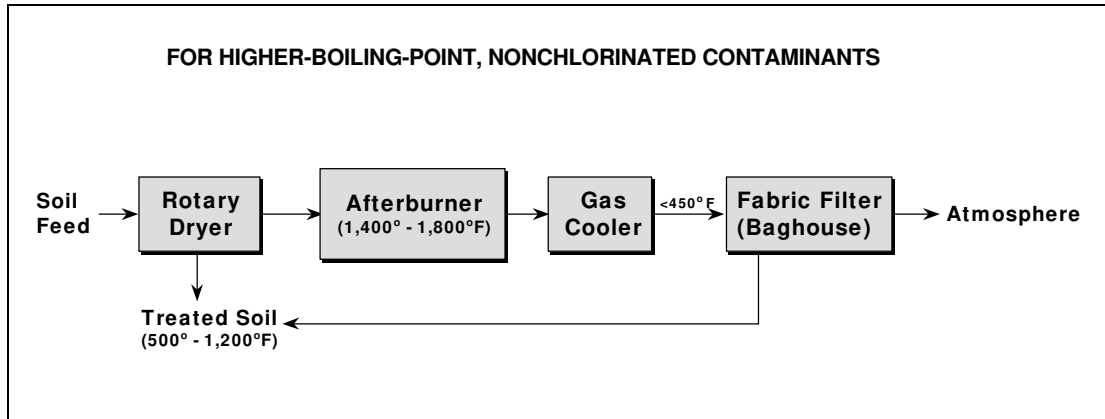 FOR HIGHER-BOILING-POINT, NONCHLORINATED CONTAMINANTS
Soil
Feed
Rotary
Dryer
Afterburner
(1,400° - 1,800°F)
Gas
Cooler
<450°F
Fabric Filter
(Baghouse)
Atmosphere
Treated Soil
(500° - 1,200°F)